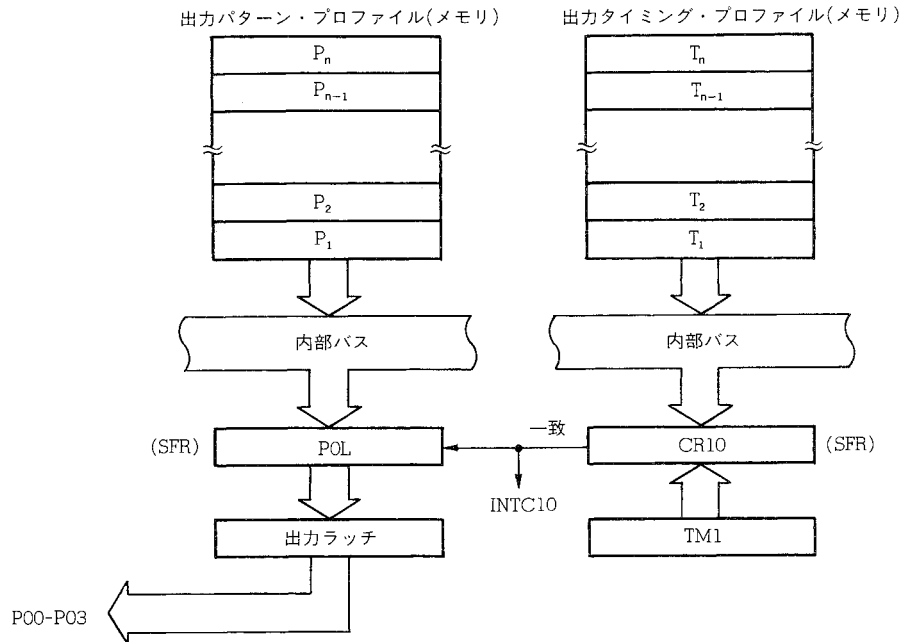 出力パターン・プロファイル(メモリ)
Pn
Pn-1
P2
P1
内部バス
(SFR)
P0L
出力ラッチ
P00-P03
出力タイミング・プロファイル(メモリ)
Tn
Tn-1
T2
T1
内部バス
一致
INTC10
CR10
(SFR)
TM1